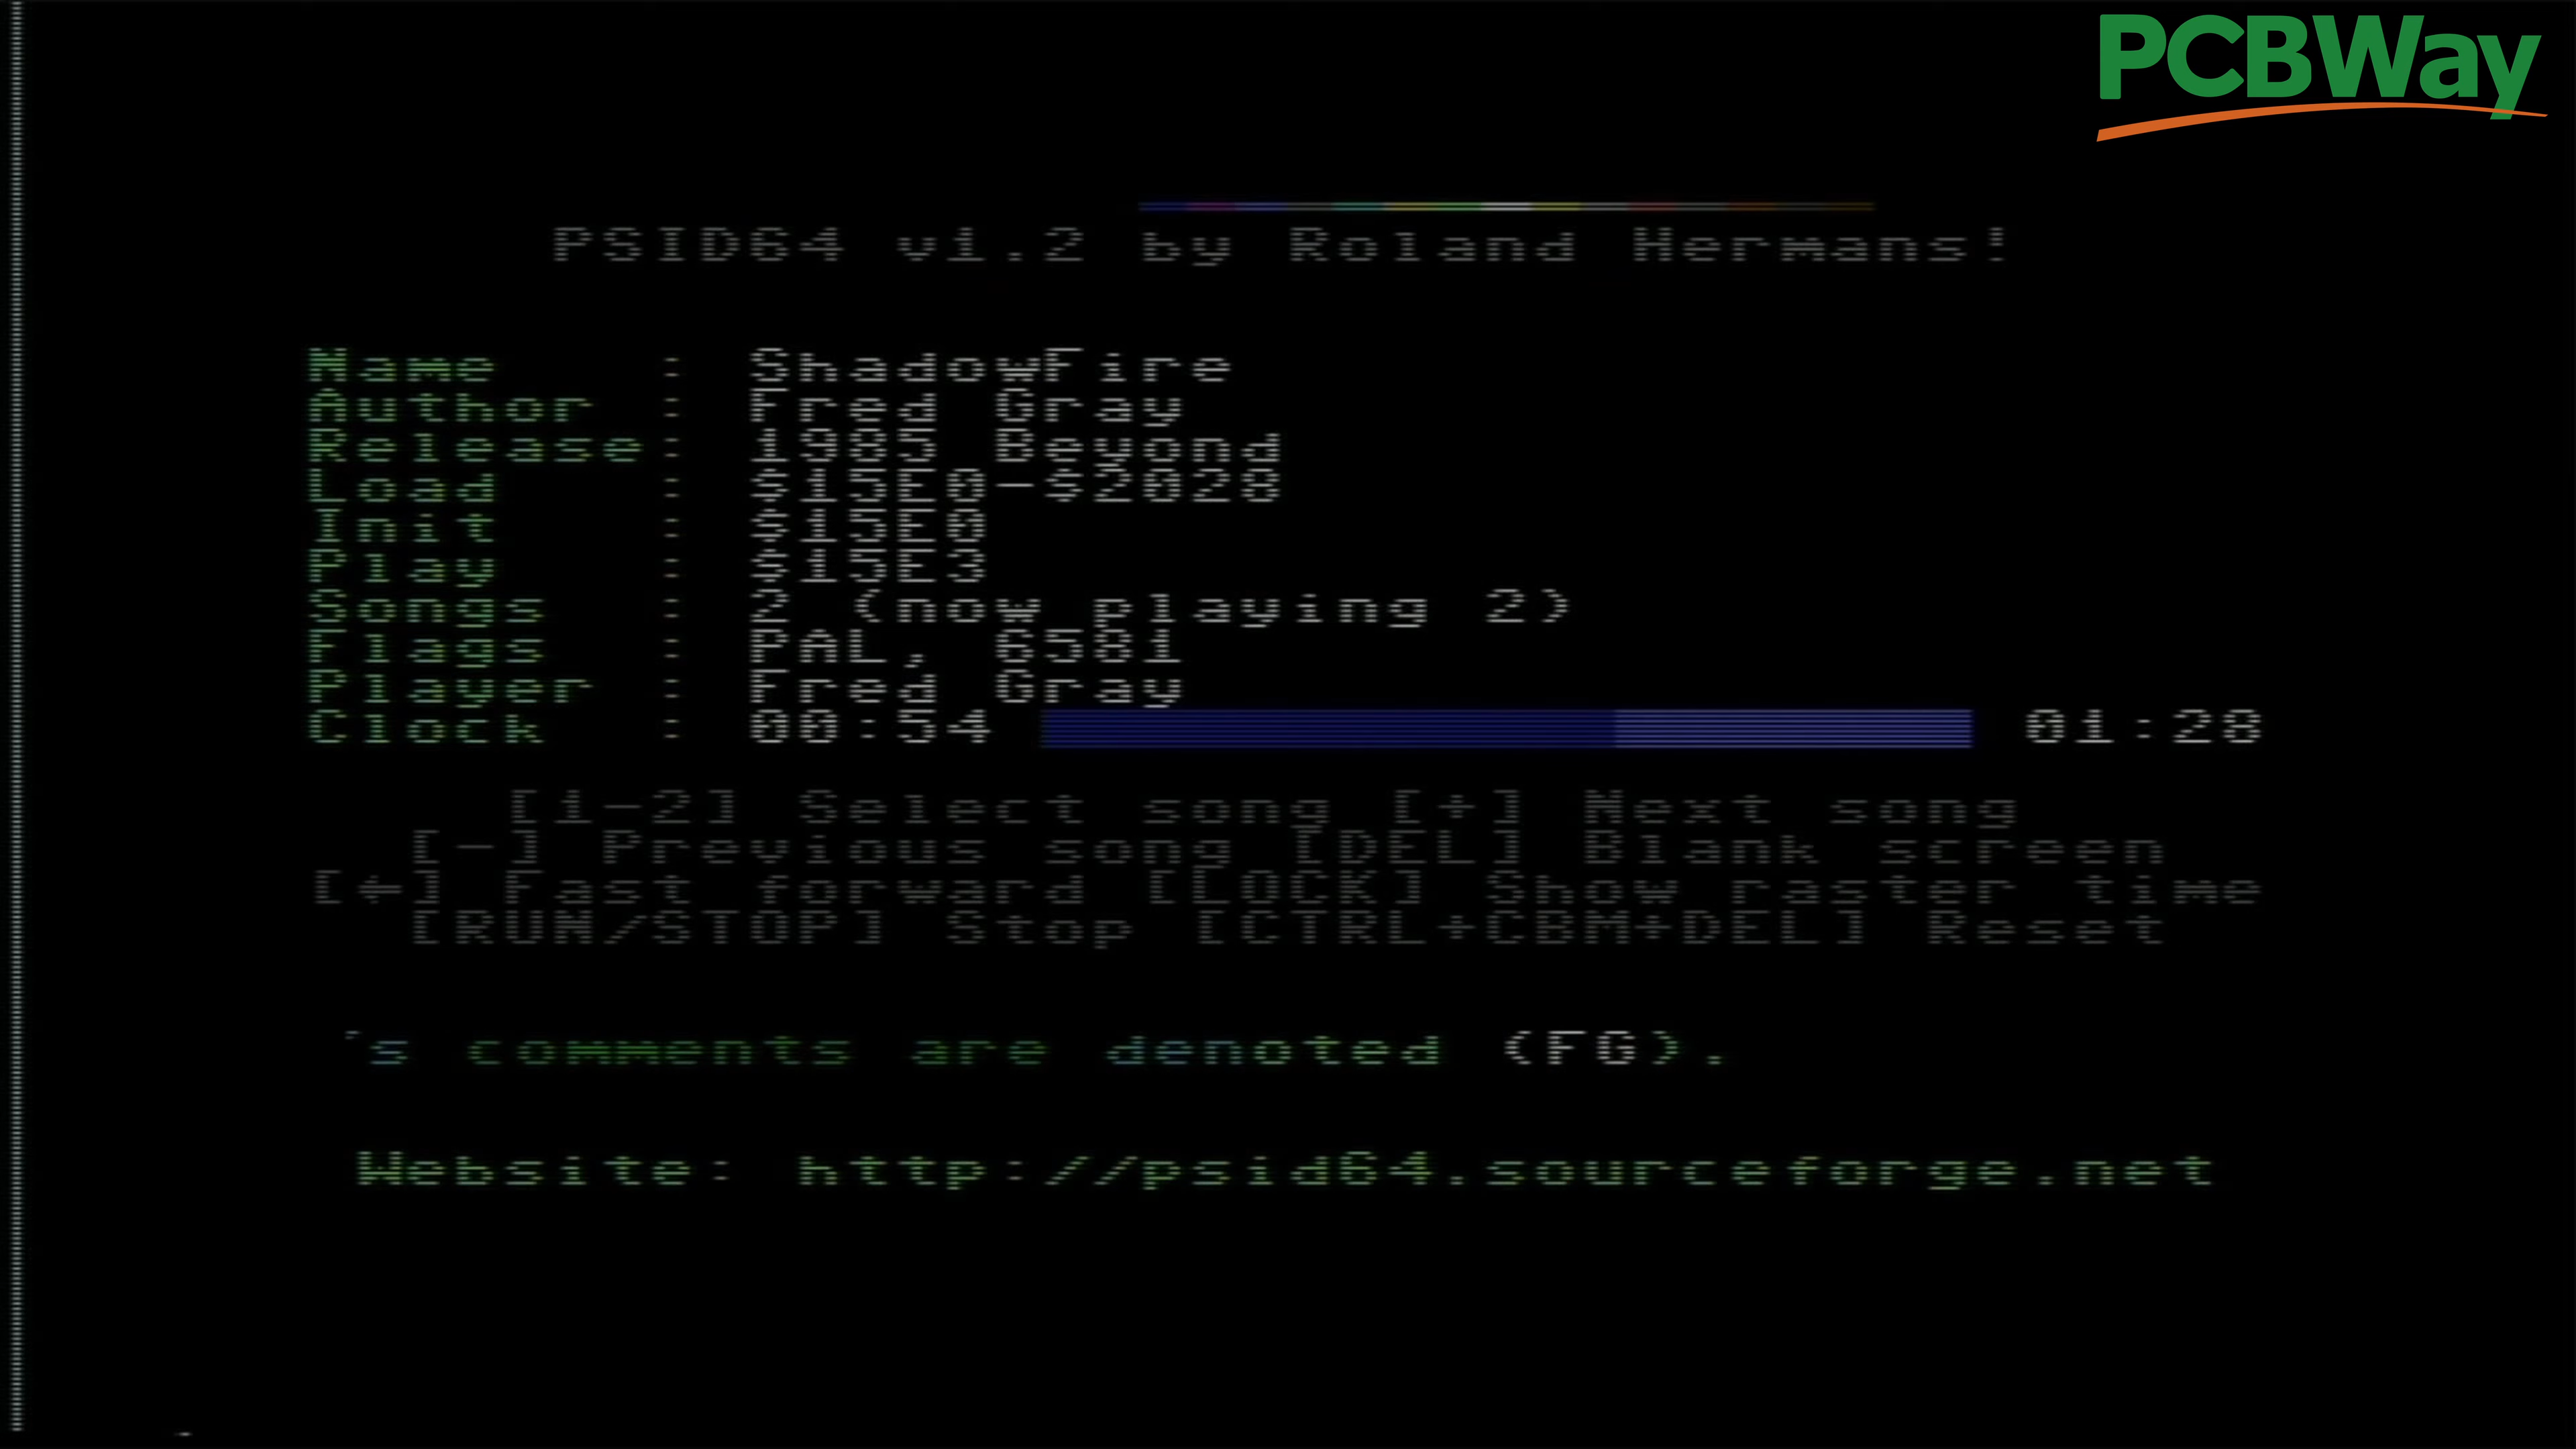 PCBWay
PSID64 v1.2 by Roland Hermans!
Name : ShadowFire
Author : Fred Gray
Release : 1985 Beyond
Load : $15E0-$2028
Init : $15E0
Play : $15E3
Songs : 2 (now playing 2)
Flags : PAL, 6581
Player : Fred Gray
Clock : 00:54 01:28
[1-2] Select song [+] Next song
[-] Previous song [DEL] Blank screen
[←] Fast forward [LOCK] Show raster time
[RUN/STOP] Stop [CTRL+CBM+DEL] Reset
's comments are denoted (FG).
Website: http://psid64.sourceforge.net